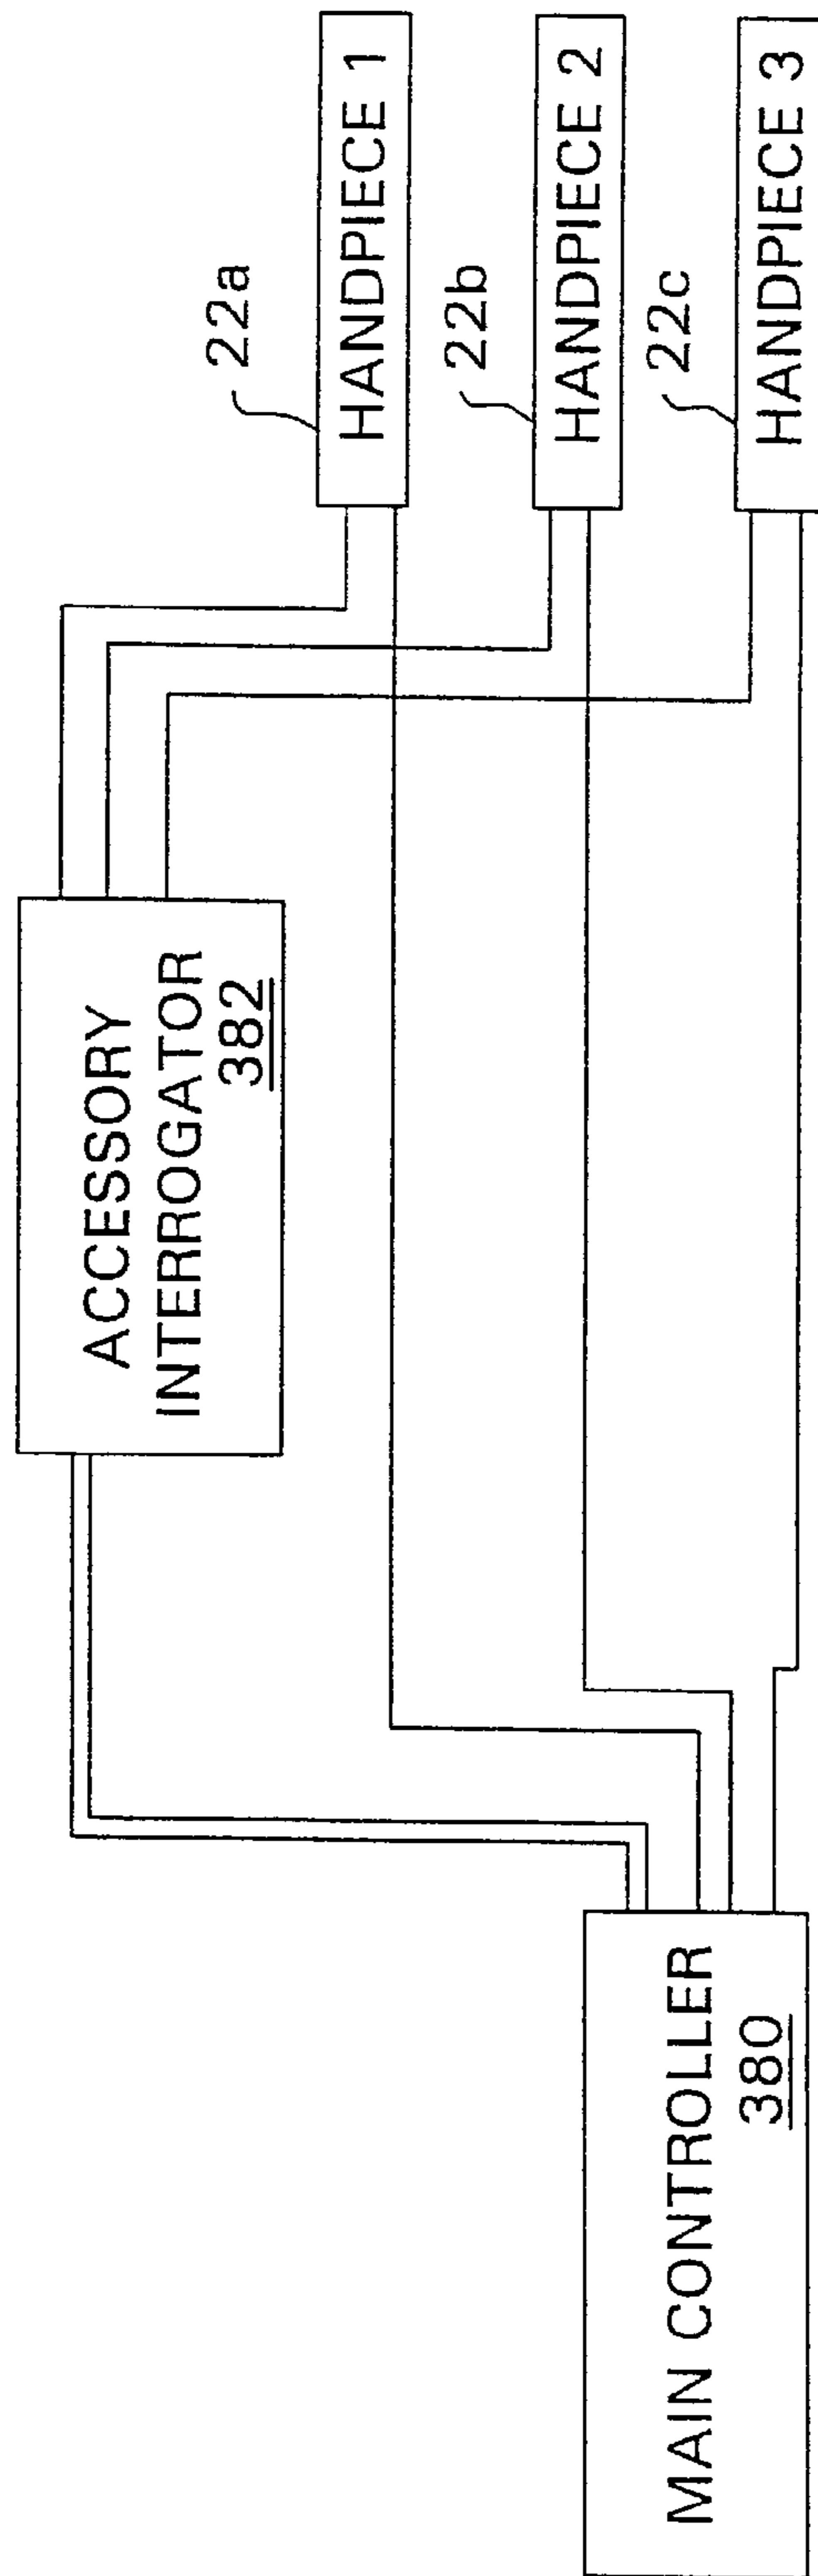 MAIN CONTROLLER
380
ACCESSORY
INTERROGATOR
382
22a
HANDPIECE 1
22b
HANDPIECE 2
22c
HANDPIECE 3